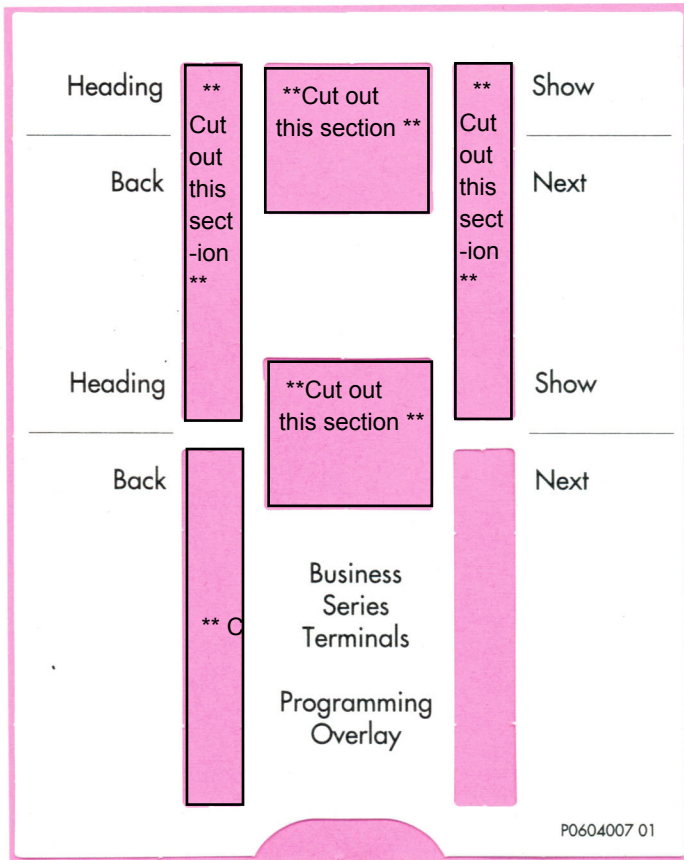 Heading
**
Cut
out
this
sect
-ion
**
**Cut out
this section **
**
Cut
out
this
sect
-ion
**
Show
Back
Next
Heading
**Cut out
this section **
Show
Back
Next
** C
Business
Series
Terminals
Programming
Overlay
P0604007 01